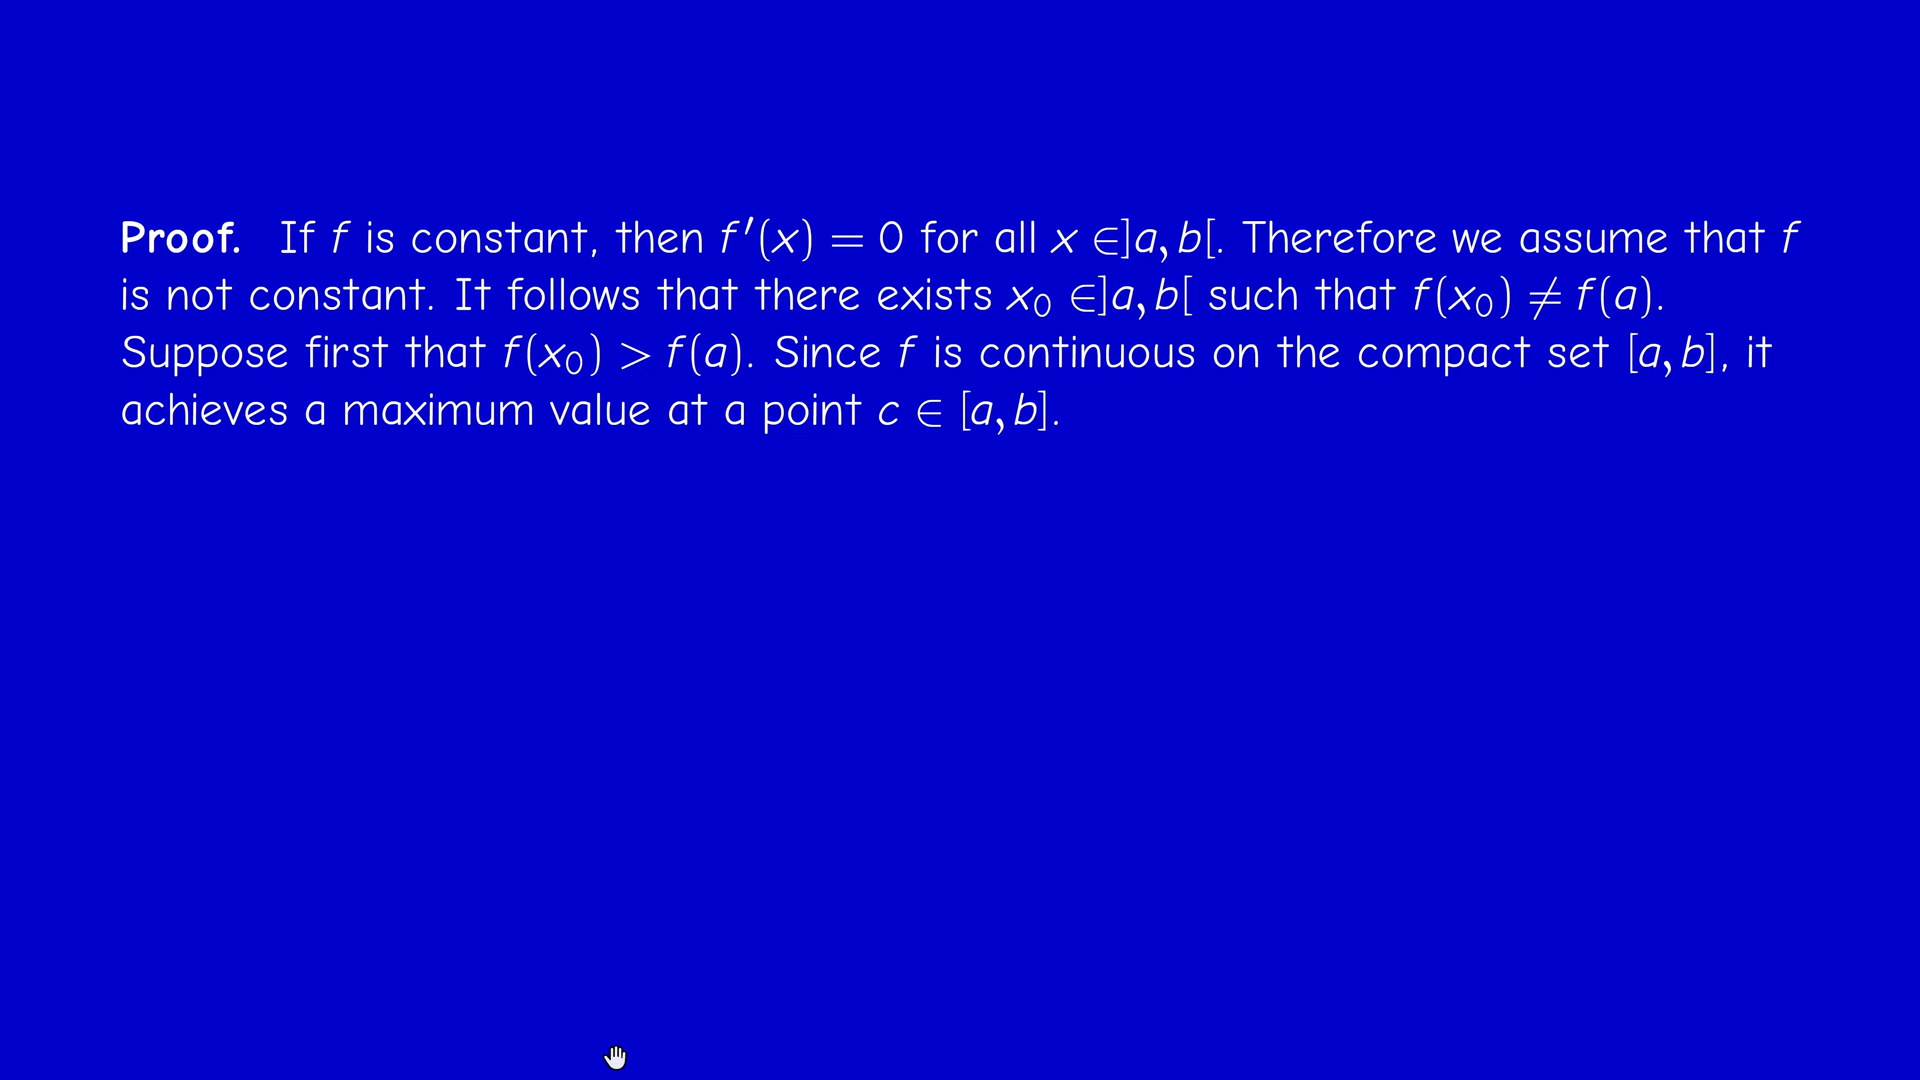 Proof. If f is constant, then f′(x) = 0 for all x ∈]a, b[. Therefore we assume that f
is not constant. It follows that there exists x₀ ∈]a, b[ such that f(x₀) ≠ f(a).
Suppose first that f(x₀) > f(a). Since f is continuous on the compact set [a, b], it
achieves a maximum value at a point c ∈ [a, b].